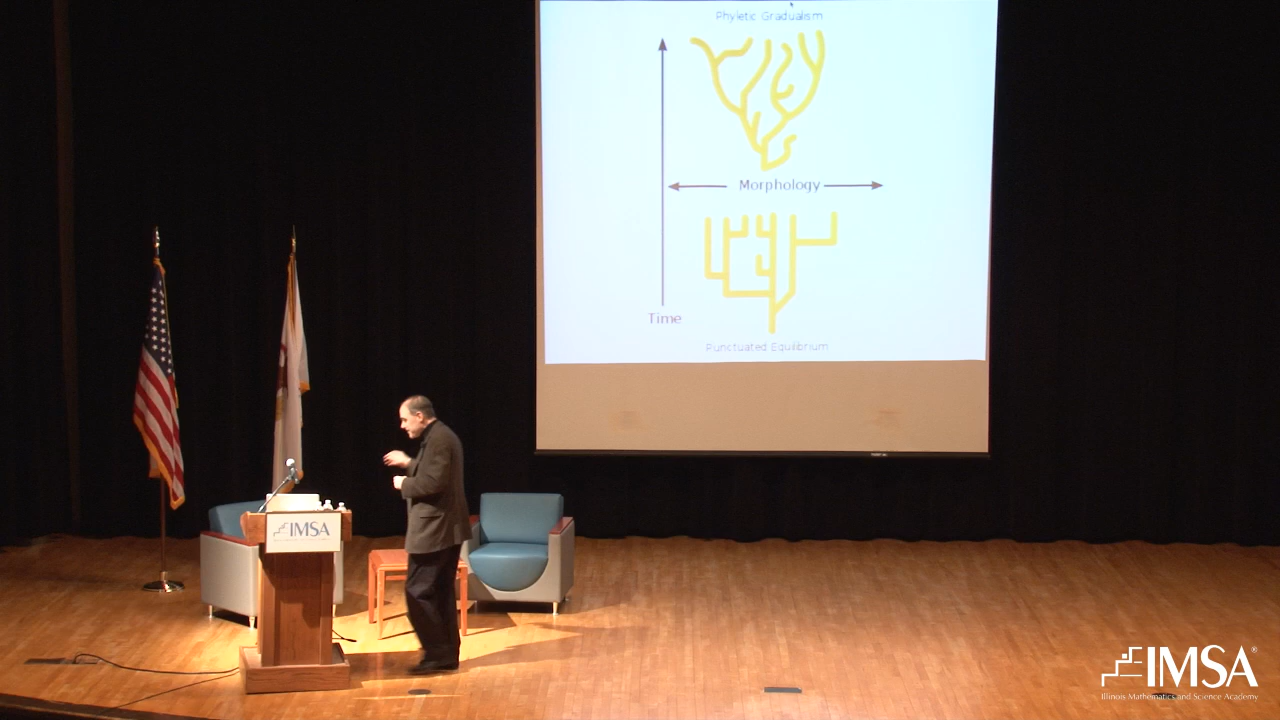 Phyletic Gradualism
Morphology
Time
Punctuated Equilibrium
IMSA
IMSA®
Illinois Mathematics and Science Academy